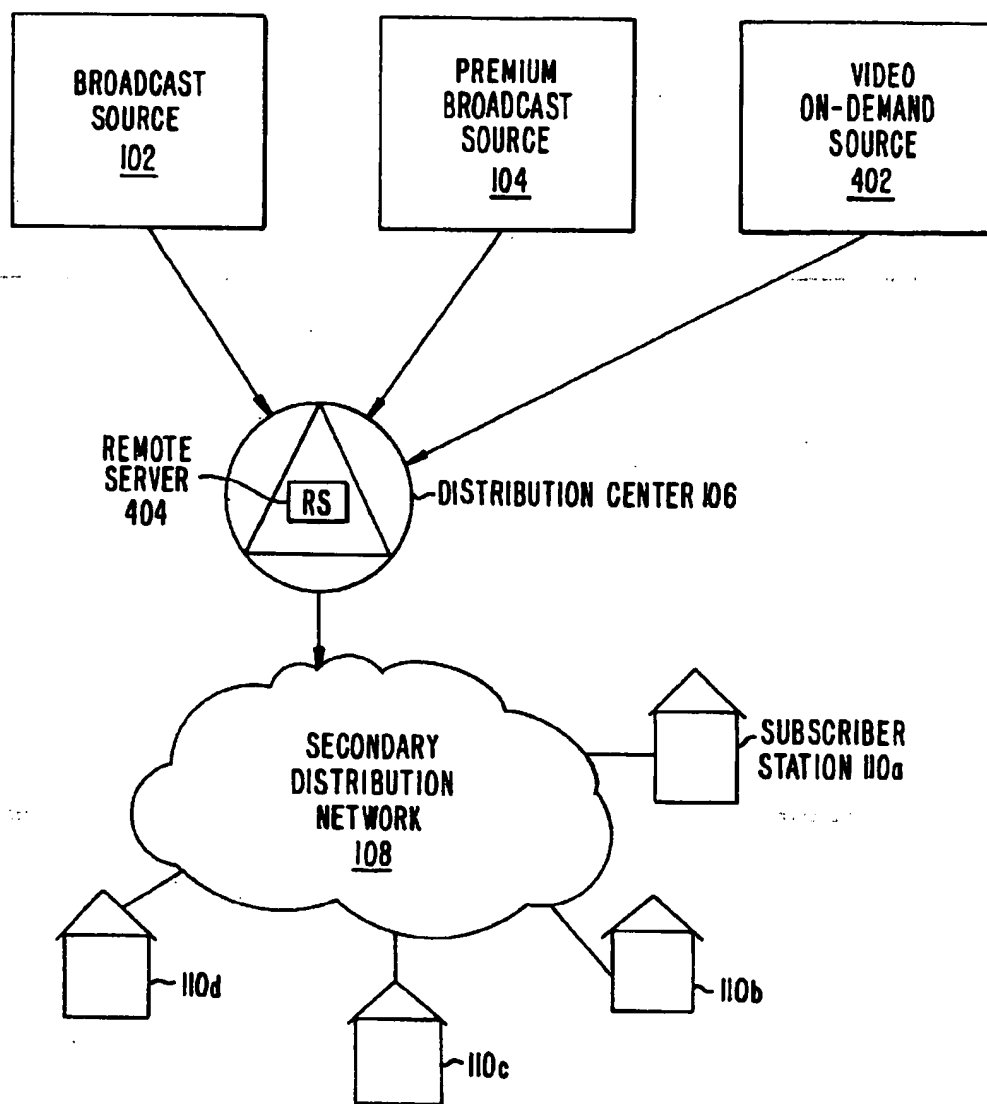 BROADCAST
SOURCE
102
PREMIUM
BROADCAST
SOURCE
104
VIDEO
ON-DEMAND
SOURCE
402
REMOTE
SERVER
404
RS
DISTRIBUTION CENTER 106
SECONDARY
DISTRIBUTION
NETWORK
108
SUBSCRIBER
STATION 110a
110d
110b
110c